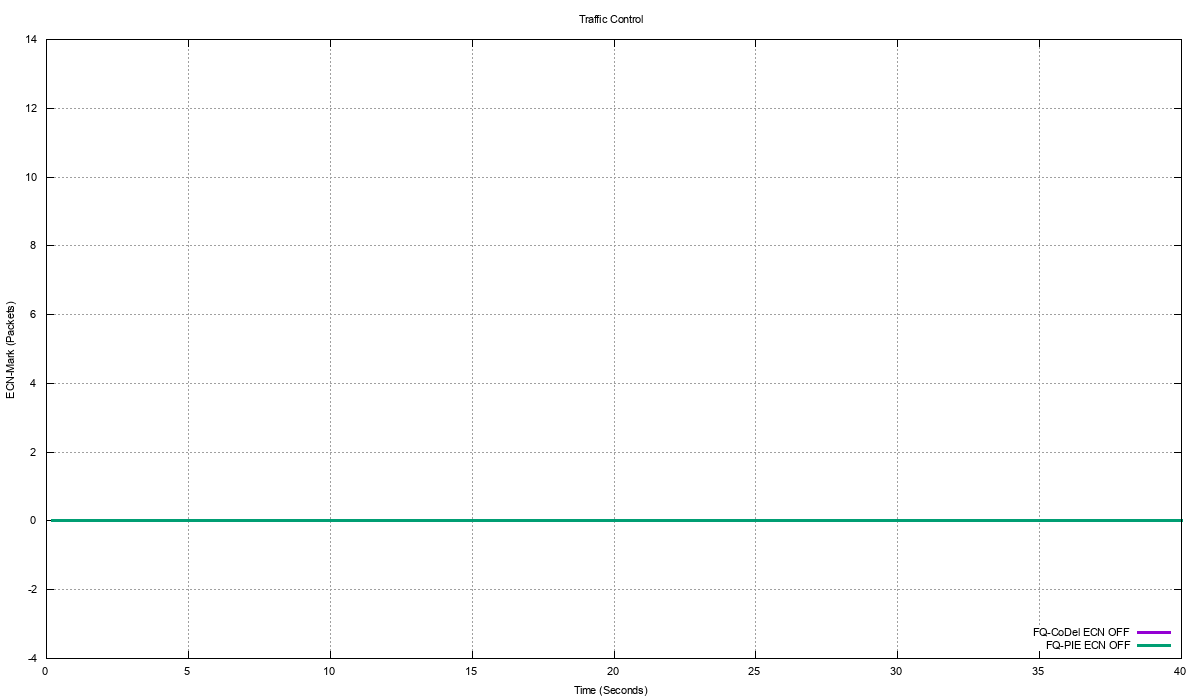 Traffic Control
14
12
10
8
6
4
2
0
-2
-4
ECN-Mark (Packets)
FQ-CoDel ECN OFF
FQ-PIE ECN OFF
0 5 10 15 20 25 30 35 40
Time (Seconds)